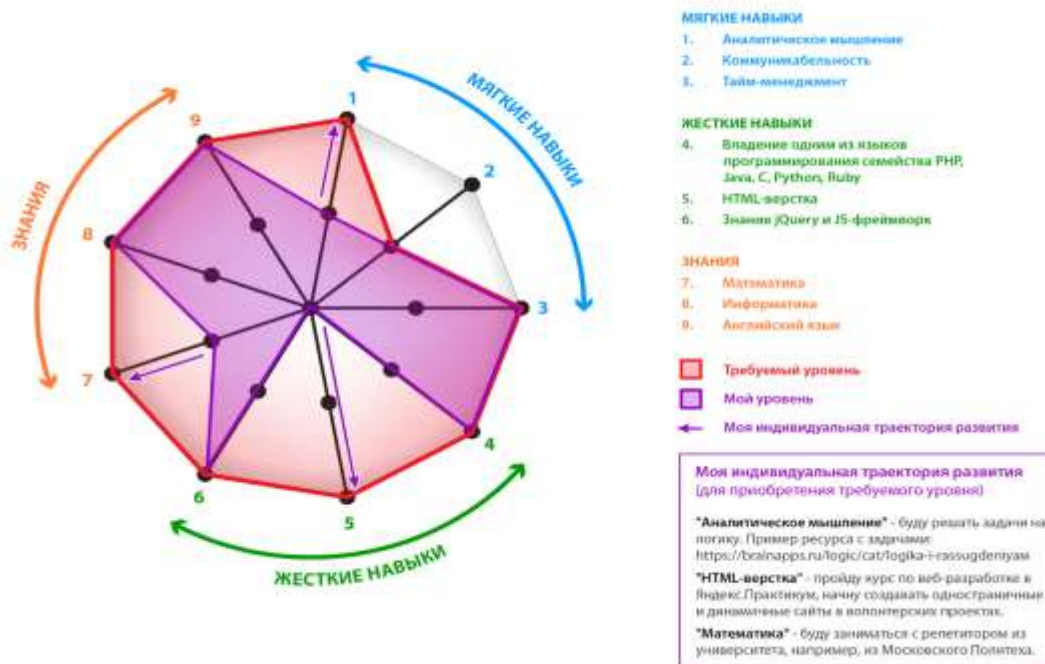 МЯГКИЕ НАВЫКИ
1. Аналитическое мышление
2. Коммуникабельность
3. Тайм-менеджмент
ЖЕСТКИЕ НАВЫКИ
4. Владение одним из языков
программирования семейства PHP,
Java, C, Python, Ruby
5. HTML-верстка
6. Знание jQuery и JS-фреймворк
ЗНАНИЯ
7. Математика
8. Информатика
9. Английский язык
Требуемый уровень
Мой уровень
Моя индивидуальная траектория развития
Моя индивидуальная траектория развития
(для приобретения требуемого уровня)
"Аналитическое мышление" - буду решать задачи на
логику. Пример ресурса с задачами:
https://brainapps.ru/logic/cat/logika-i-rassugdeniyam
"HTML-верстка" - пройду курс по веб-разработке в
Яндекс.Практикум, начну создавать одностраничные
и динамичные сайты в волонтерских проектах.
"Математика" - буду заниматься с репетитором из
университета, например, из Московского Политеха.
МЯГКИЕ НАВЫКИ
ЖЕСТКИЕ НАВЫКИ
ЗНАНИЯ
1
2
3
4
5
6
7
8
9